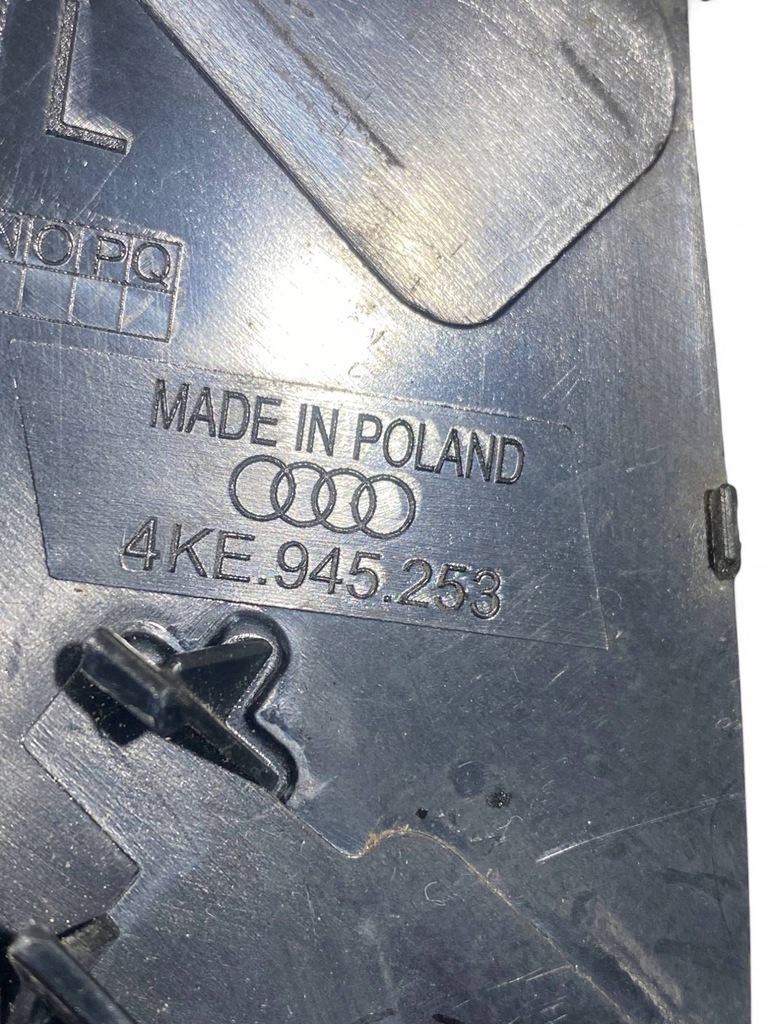 L
NOPQ
MADE IN POLAND
4KE.945.253